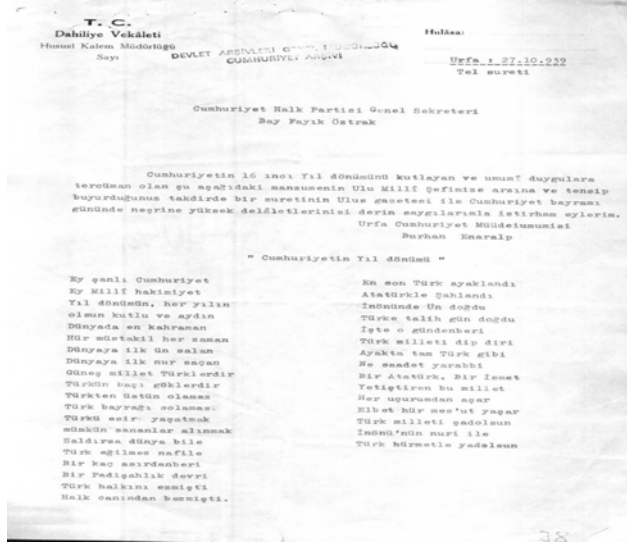 T. C.
Dahiliye Vekâleti
Hususî Kalem Müdürlüğü
Sayı
DEVLET ARŞİVLERİ GENEL MÜDÜRLÜĞÜ
CUMHURİYET ARŞİVİ
Hulâsa:
Urfa : 27.10.939
Tel sureti
Cumhuriyet Halk Partisi Genel Sekreteri
Bay Fayık Öztrak
Cumhuriyetin 16 ıncı Yıl dönümünü kutlayan ve umumî duygulara
tercüman olan şu aşağıdaki manzumenin Ulu Millî Şefimize arzına ve tensip
buyurduğunuz takdirde bir suretinin Ulus gazetesi ile Cumhuriyet bayramı
gününde neşrine yüksek delâletlerinizi derin saygılarımla istirham eylerim.
Urfa Cumhuriyet Müddeiumumisi
Burhan Enaralp
" Cumhuriyetin Yıl dönümü "
Ey şanlı Cumhuriyet
Ey Millî hakimiyet
Yıl dönümün, her yılın
olsun kutlu ve aydın
Dünyada en kahraman
Hür müstakil her zaman
Dünyaya ilk ün salan
Dünyaya ilk nur saçan
Güneş millet Türklerdir
Türkün başı göklerdir
Türkten üstün olamaz
Türk bayrağı solamaz
Türkü esir yaşatmak
mümkün sananlar alınmak
Saldırsa dünya bile
Türk eğilmez nafile
Bir kaç asırdanberi
Bir Padişahlık devri
Türk halkını ezmişti
Halk canından bezmişti.
En son Türk ayaklandı
Atatürkle Şahlandı
İnönünde Ün doğdu
Türke talih gün doğdu
İşte o gündenberi
Türk milleti dip diri
Ayakta tam Türk gibi
Ne saadet yarabbi
Bir Atatürk, Bir İsmet
Yetiştiren bu millet
Her uçurumdan aşar
Elbet hür mes'ut yaşar
Türk milleti şadolsun
İnönü'nün nuri ile
Türk hürmetle yadolsun
38